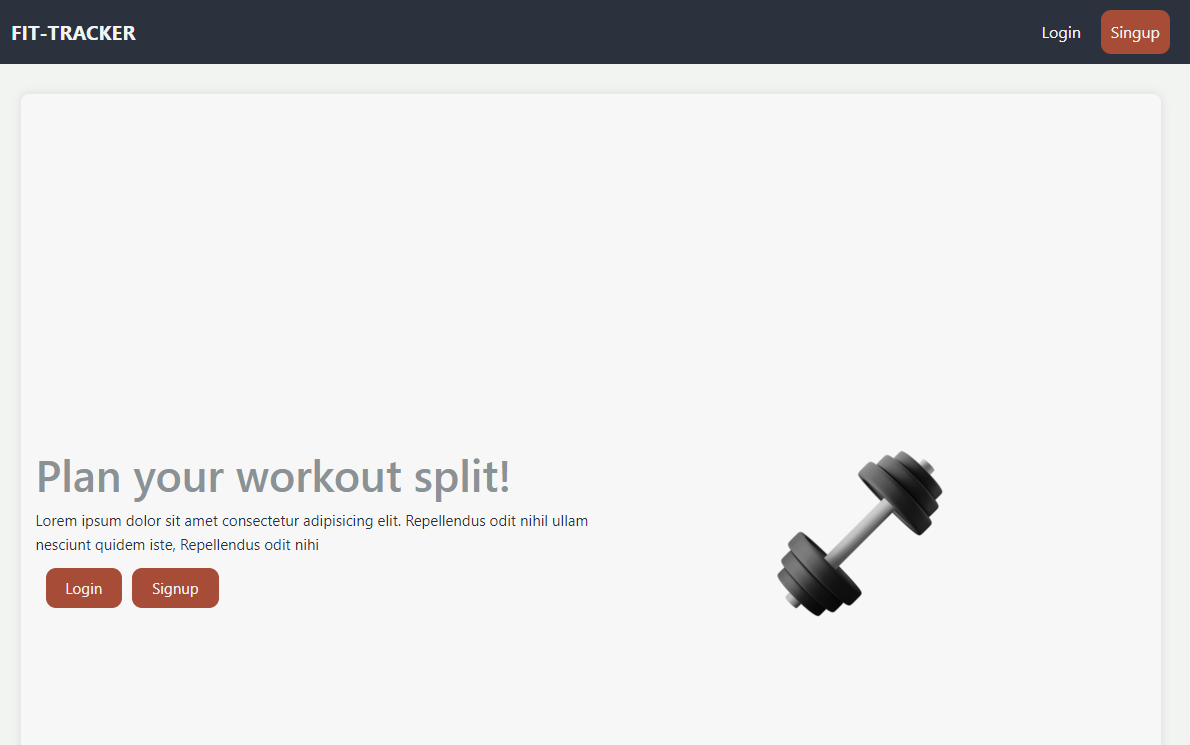 FIT-TRACKER
Login
Singup
Plan your workout split!
Lorem ipsum dolor sit amet consectetur adipisicing elit. Repellendus odit nihil ullam
nesciunt quidem iste, Repellendus odit nihi
Login
Signup